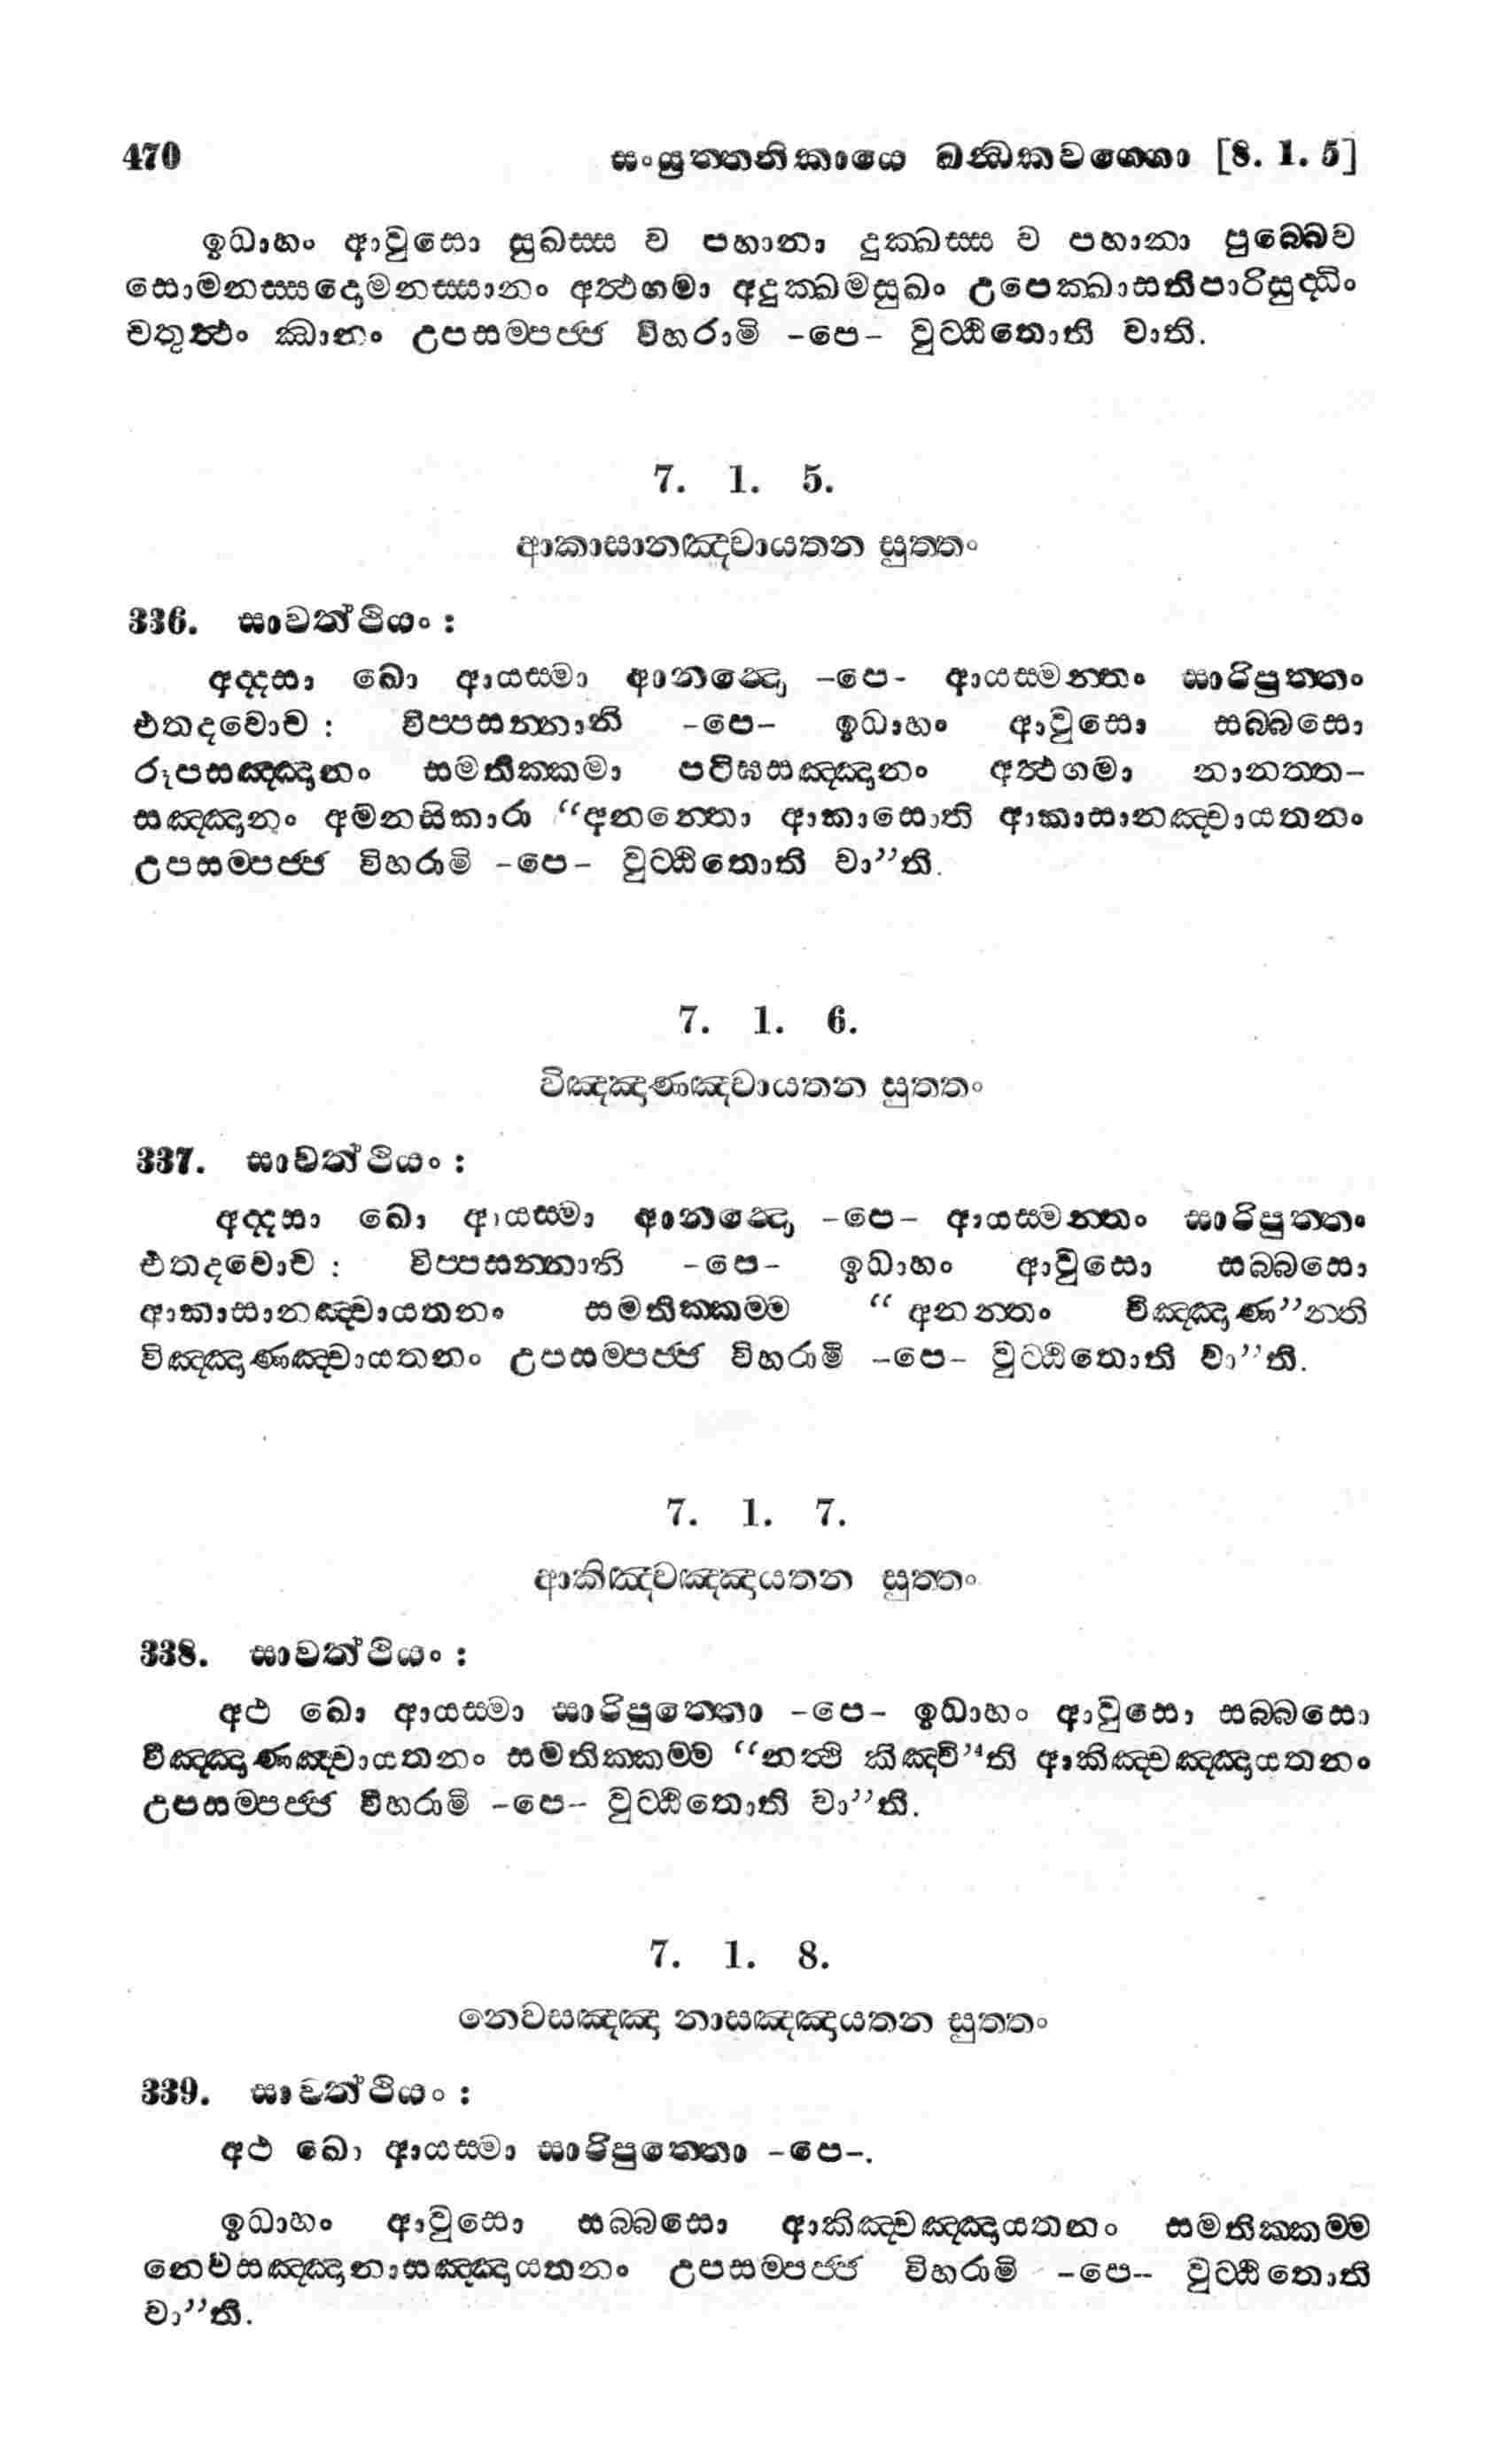 470 සංයුත්තනිකායෙ ඛන්ධකවග්ගො [8. 1. 5]
ඉධාහං ආවුසො සුඛස්ස ච පහානා දුක්ඛස්ස ච පහානා පුබ්බෙව
සොමනස්සදොමනස්සානං අත්ථගමා අදුක්ඛමසුඛං උපෙක්ඛාසතිපාරිසුද්ධිං
චතුත්ථං ඣානං උපසම්පජ්ජ විහරාමි -පෙ- වුට්ඨිතොති වාති.
7. 1. 5.
ආකාසානඤ්චායතන සුත්තං
336. සාවත්ථියං :
අද්දසා ඛො ආයස්මා ආනන්දො -පෙ- ආයස්මන්තං සාරිපුත්තං
එතදවොච : විප්පසන්නානි -පෙ- ඉධාහං ආවුසො සබ්බසො
රූපසඤ්ඤානං සමතික්කමා පටිඝසඤ්ඤානං අත්ථගමා නානත්ත-
සඤ්ඤානං අමනසිකාරා “අනන්තො ආකාසොති ආකාසානඤ්චායතනං
උපසම්පජ්ජ විහරාමි -පෙ- වුට්ඨිතොති වා”ති.
7. 1. 6.
විඤ්ඤාණඤ්චායතන සුත්තං
337. සාවත්ථියං :
අද්දසා ඛො ආයස්මා ආනන්දො -පෙ- ආයස්මන්තං සාරිපුත්තං
එතදවොච : විප්පසන්නානි -පෙ- ඉධාහං ආවුසො සබ්බසො
ආකාසානඤ්චායතනං සමතික්කම්ම “ අනන්තං විඤ්ඤාණ”න්ති
විඤ්ඤාණඤ්චායතනං උපසම්පජ්ජ විහරාමි -පෙ- වුට්ඨිතොති වා”ති.
7. 1. 7.
ආකිඤ්චඤ්ඤායතන සුත්තං
338. සාවත්ථියං :
අථ ඛො ආයස්මා සාරිපුත්තො -පෙ- ඉධාහං ආවුසො සබ්බසො
විඤ්ඤාණඤ්චායතනං සමතික්කම්ම “නත්ථි කිඤ්චි”ති ආකිඤ්චඤ්ඤායතනං
උපසම්පජ්ජ විහරාමි -පෙ- වුට්ඨිතොති වා”ති.
7. 1. 8.
නෙවසඤ්ඤා නාසඤ්ඤායතන සුත්තං
339. සාවත්ථියං :
අථ ඛො ආයස්මා සාරිපුත්තො -පෙ-.
ඉධාහං ආවුසො සබ්බසො ආකිඤ්චඤ්ඤායතනං සමතික්කම්ම
නෙවසඤ්ඤානාසඤ්ඤායතනං උපසම්පජ්ජ විහරාමි -පෙ- වුට්ඨිතොති
වා”ති.